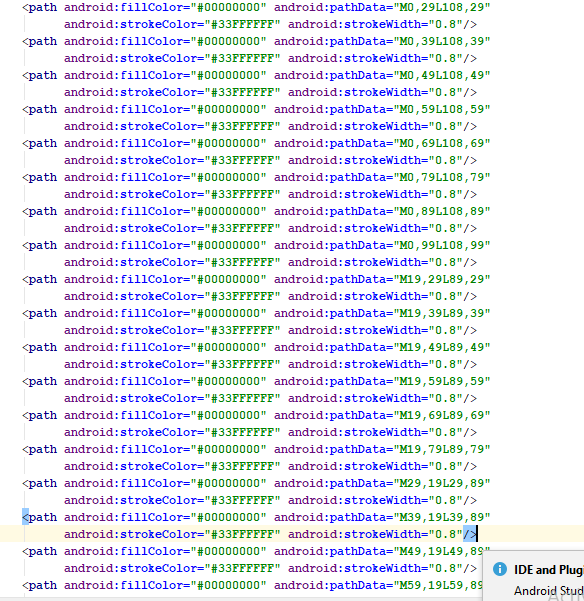 <path android:fillColor="#00000000" android:pathData="M0,29L108,29"
android:strokeColor="#33FFFFFF" android:strokeWidth="0.8"/>
<path android:fillColor="#00000000" android:pathData="M0,39L108,39"
android:strokeColor="#33FFFFFF" android:strokeWidth="0.8"/>
<path android:fillColor="#00000000" android:pathData="M0,49L108,49"
android:strokeColor="#33FFFFFF" android:strokeWidth="0.8"/>
<path android:fillColor="#00000000" android:pathData="M0,59L108,59"
android:strokeColor="#33FFFFFF" android:strokeWidth="0.8"/>
<path android:fillColor="#00000000" android:pathData="M0,69L108,69"
android:strokeColor="#33FFFFFF" android:strokeWidth="0.8"/>
<path android:fillColor="#00000000" android:pathData="M0,79L108,79"
android:strokeColor="#33FFFFFF" android:strokeWidth="0.8"/>
<path android:fillColor="#00000000" android:pathData="M0,89L108,89"
android:strokeColor="#33FFFFFF" android:strokeWidth="0.8"/>
<path android:fillColor="#00000000" android:pathData="M0,99L108,99"
android:strokeColor="#33FFFFFF" android:strokeWidth="0.8"/>
<path android:fillColor="#00000000" android:pathData="M19,29L89,29"
android:strokeColor="#33FFFFFF" android:strokeWidth="0.8"/>
<path android:fillColor="#00000000" android:pathData="M19,39L89,39"
android:strokeColor="#33FFFFFF" android:strokeWidth="0.8"/>
<path android:fillColor="#00000000" android:pathData="M19,49L89,49"
android:strokeColor="#33FFFFFF" android:strokeWidth="0.8"/>
<path android:fillColor="#00000000" android:pathData="M19,59L89,59"
android:strokeColor="#33FFFFFF" android:strokeWidth="0.8"/>
<path android:fillColor="#00000000" android:pathData="M19,69L89,69"
android:strokeColor="#33FFFFFF" android:strokeWidth="0.8"/>
<path android:fillColor="#00000000" android:pathData="M19,79L89,79"
android:strokeColor="#33FFFFFF" android:strokeWidth="0.8"/>
<path android:fillColor="#00000000" android:pathData="M29,19L29,89"
android:strokeColor="#33FFFFFF" android:strokeWidth="0.8"/>
<path android:fillColor="#00000000" android:pathData="M39,19L39,89"
android:strokeColor="#33FFFFFF" android:strokeWidth="0.8"/>
<path android:fillColor="#00000000" android:pathData="M49,19L49,89
android:strokeColor="#33FFFFFF" android:strokeWidth="0.8"/>
IDE and Plug
<path android:fillColor="#00000000" android:pathData="M59,19L59,89
Android Stud